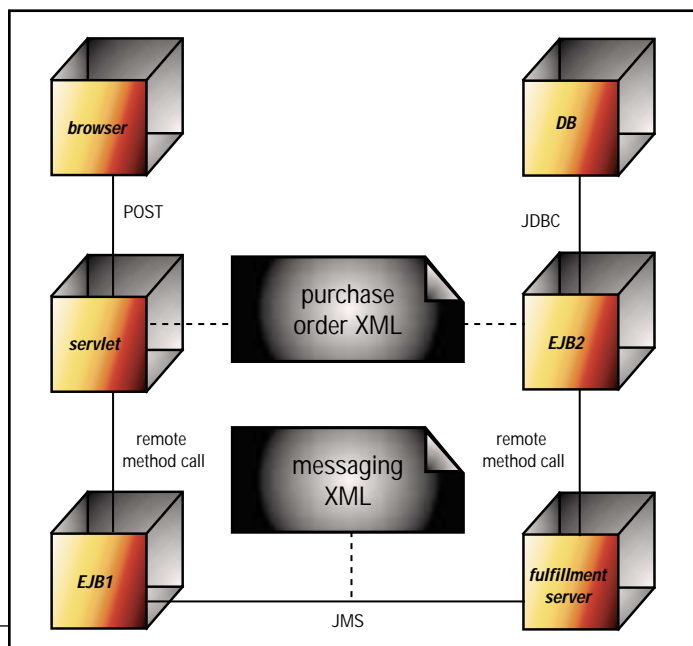 browser
DB
POST
JDBC
purchase
order XML
servlet
EJB2
remote
method call
messaging
XML
remote
method call
EJB1
fulfillment
server
JMS